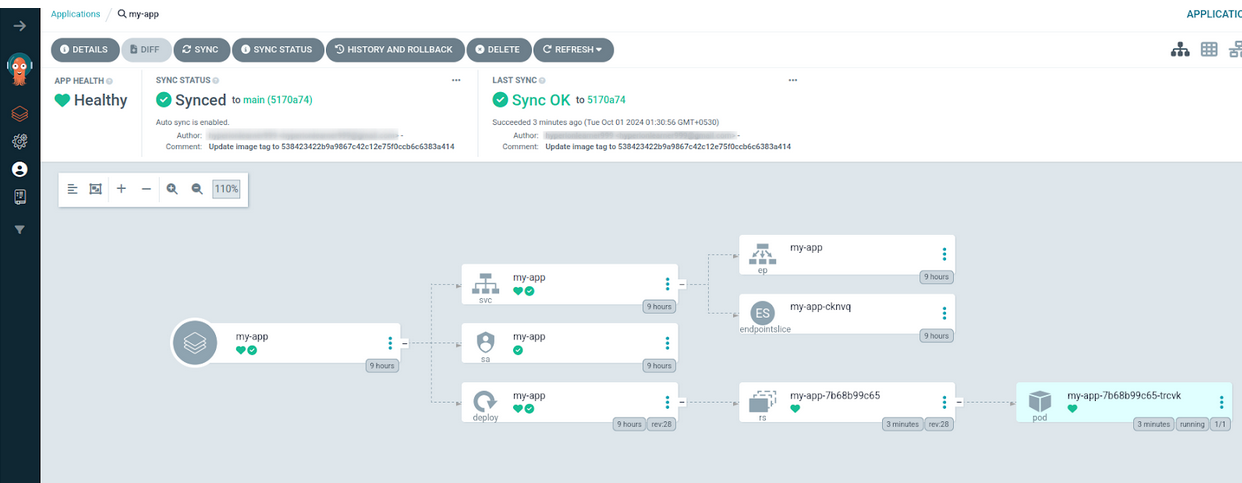 Applications / my-app
APPLICATIO
DETAILS DIFF SYNC SYNC STATUS HISTORY AND ROLLBACK DELETE REFRESH
APP HEALTH
Healthy
SYNC STATUS
Synced to main (5170a74)
Auto sync is enabled.
Author: -
Comment: Update image tag to 538423422b9a9867c42c12e75f0ccb6c6383a414
LAST SYNC
Sync OK to 5170a74
Succeeded 3 minutes ago (Tue Oct 01 2024 01:30:56 GMT+0530)
Author: -
Comment: Update image tag to 538423422b9a9867c42c12e75f0ccb6c6383a414
110%
my-app
9 hours
my-app
svc
9 hours
my-app
sa
9 hours
my-app
deploy
9 hours rev:28
my-app
ep
9 hours
ES
my-app-cknvq
endpointslice
9 hours
my-app-7b68b99c65
rs
3 minutes rev:28
my-app-7b68b99c65-trcvk
pod
3 minutes running 1/1